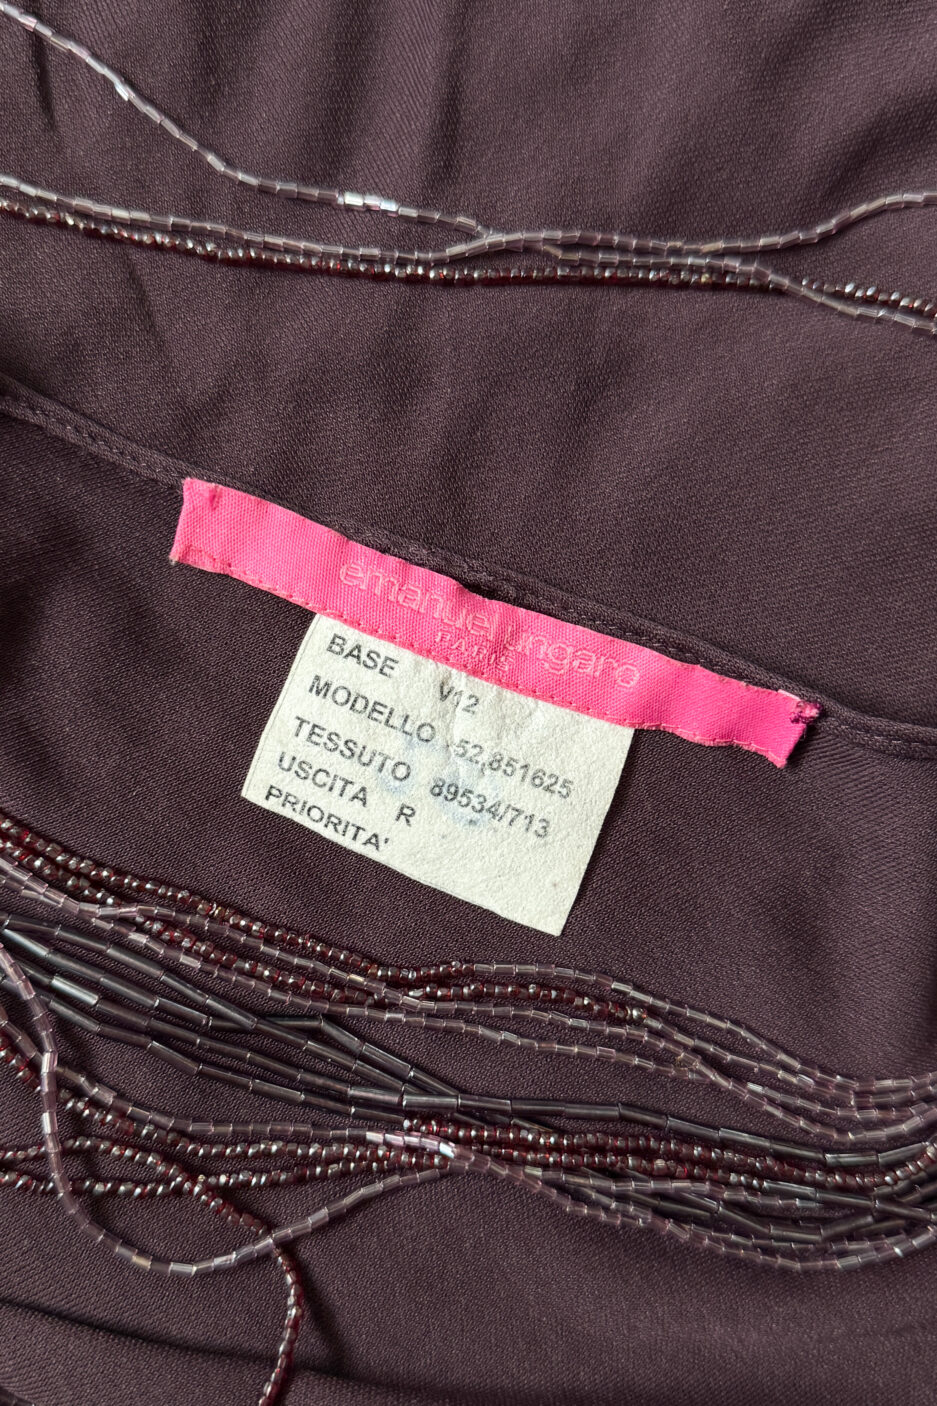 emanuel ungaro
PARIS
BASE V12
MODELLO 52,851625
TESSUTO 89534/713
USCITA R
PRIORITA'